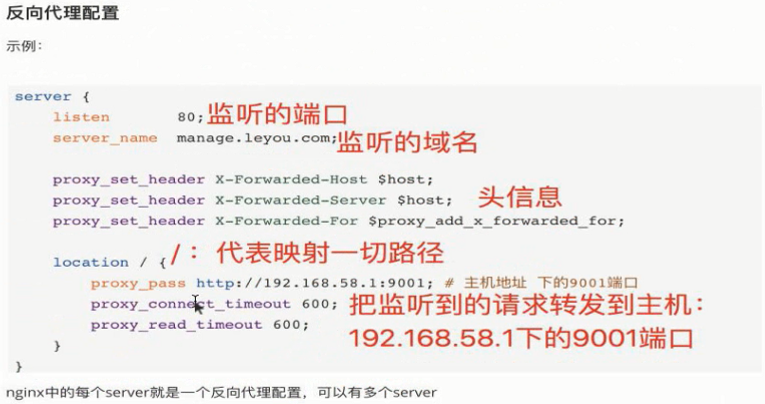 反向代理配置
示例:
server {
listen 80;监听的端口
server_name manage.leyou.com;监听的域名
proxy_set_header X-Forwarded-Host $host;
proxy_set_header X-Forwarded-Server $host; 头信息
proxy_set_header X-Forwarded-For $proxy_add_x_forwarded_for;
location / { /：代表映射一切路径
proxy_pass http://192.168.58.1:9001; # 主机地址 下的9001端口
proxy_connect_timeout 600; 把监听到的请求转发到主机：
proxy_read_timeout 600; 192.168.58.1下的9001端口
}
}
nginx中的每个server就是一个反向代理配置，可以有多个server